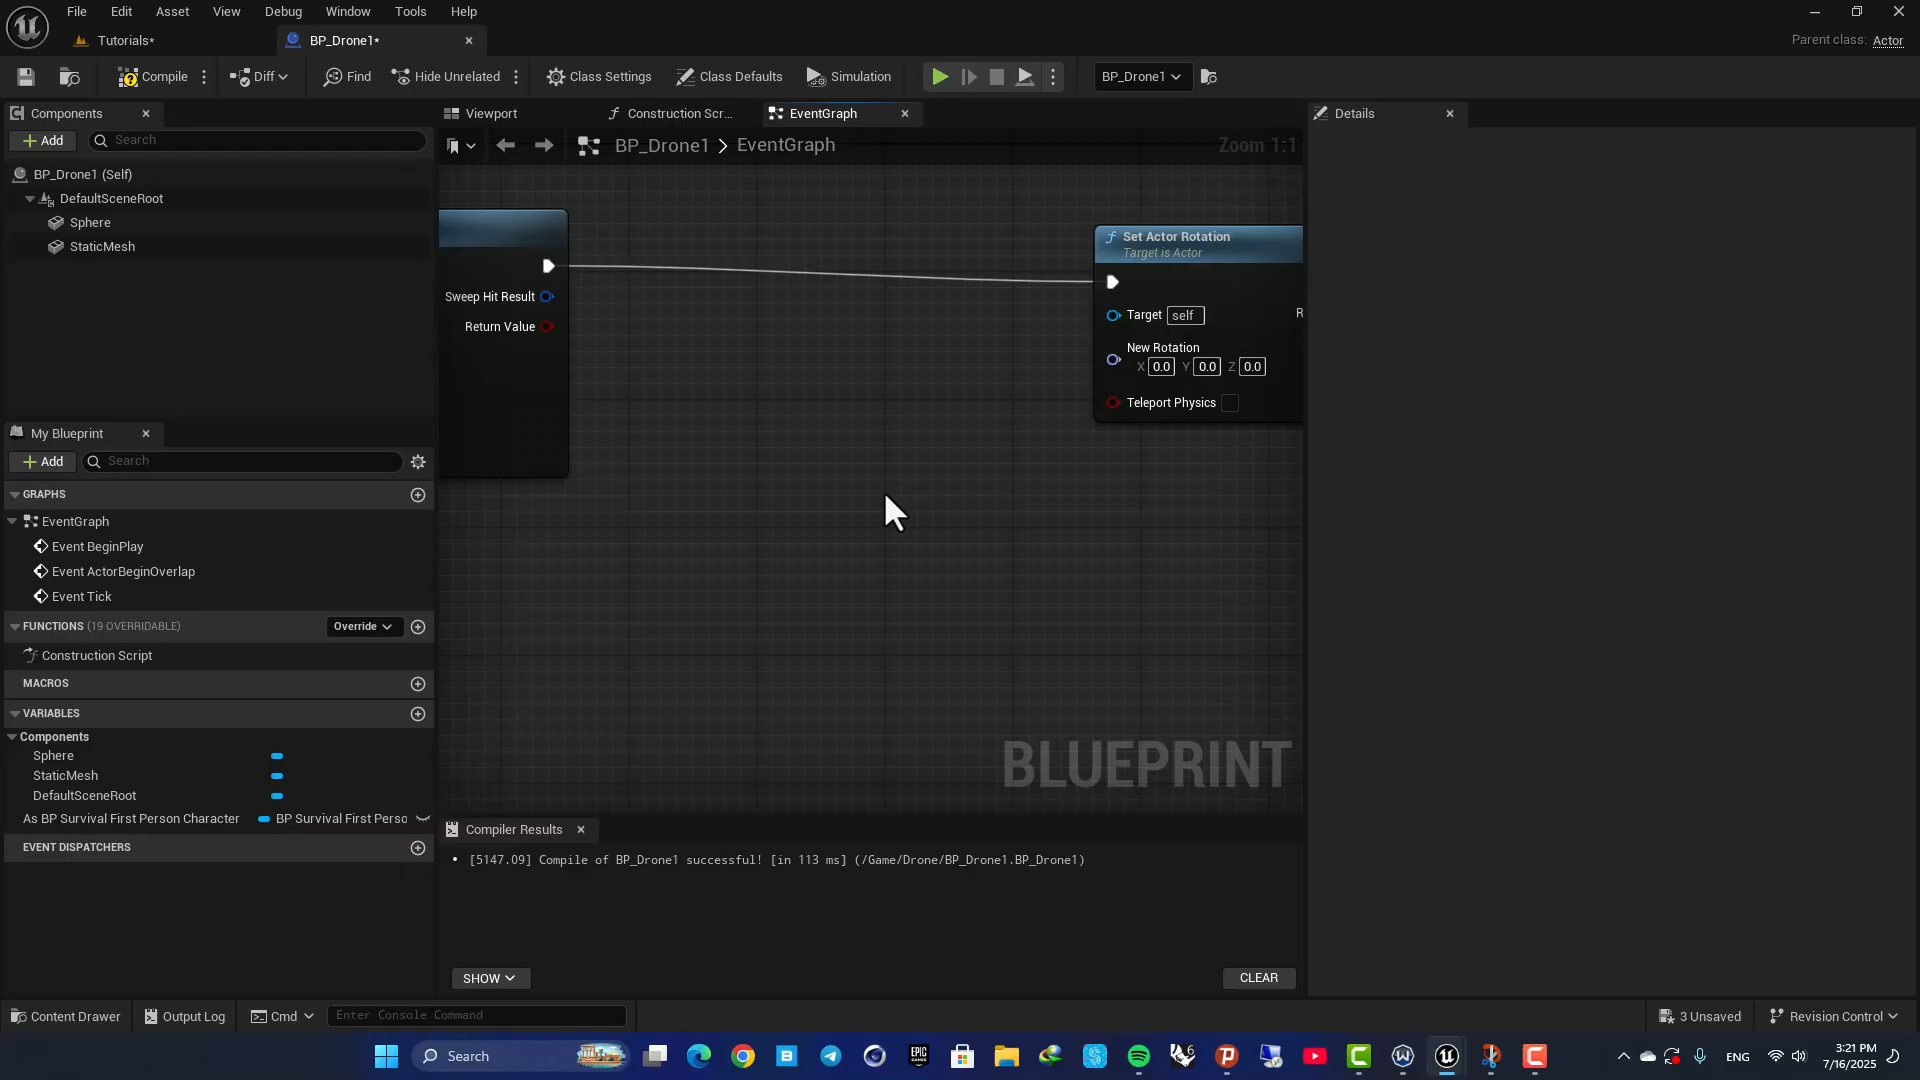 File Edit Asset View Debug Window Tools Help
Tutorials*
BP_Drone1*
Parent class: Actor
Compile
Diff
Find
Hide Unrelated
Class Settings
Class Defaults
Simulation
BP_Drone1
Components
Add
Search
BP_Drone1 (Self)
DefaultSceneRoot
Sphere
StaticMesh
My Blueprint
Add
Search
GRAPHS
EventGraph
Event BeginPlay
Event ActorBeginOverlap
Event Tick
FUNCTIONS (19 OVERRIDABLE)
Override
Construction Script
MACROS
VARIABLES
Components
Sphere
StaticMesh
DefaultSceneRoot
As BP Survival First Person Character BP Survival First Perso
EVENT DISPATCHERS
Viewport
Construction Scr...
EventGraph
BP_Drone1 > EventGraph
Zoom 1:1
Sweep Hit Result
Return Value
Set Actor Rotation
Target is Actor
Target self
R
New Rotation
X 0.0 Y 0.0 Z 0.0
Teleport Physics
BLUEPRINT
Compiler Results
• [5147.09] Compile of BP_Drone1 successful! [in 113 ms] (/Game/Drone/BP_Drone1.BP_Drone1)
SHOW
CLEAR
Details
Content Drawer
Output Log
Cmd
Enter Console Command
3 Unsaved
Revision Control
Search
EPIC GAMES
ENG
3:21 PM
7/16/2025